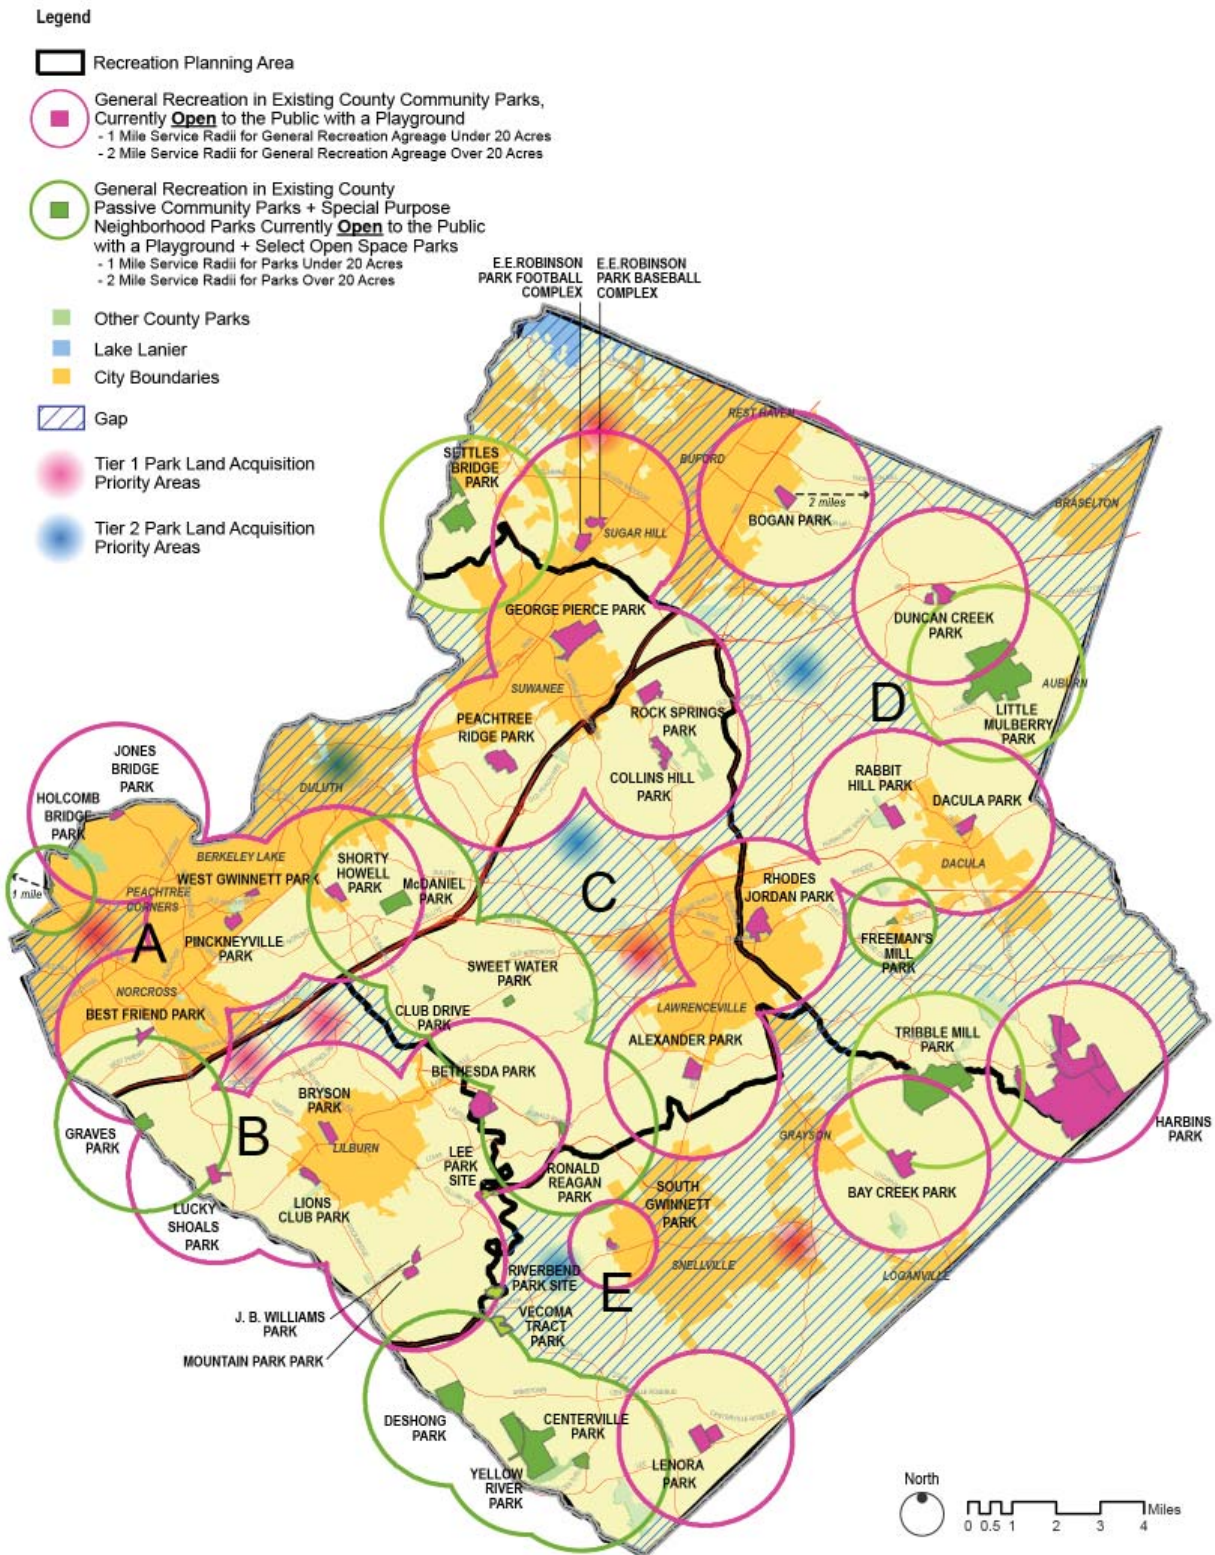 Legend
Recreation Planning Area
General Recreation in Existing County Community Parks,
Currently Open to the Public with a Playground
- 1 Mile Service Radii for General Recreation Agreage Under 20 Acres
- 2 Mile Service Radii for General Recreation Agreage Over 20 Acres
General Recreation in Existing County
Passive Community Parks + Special Purpose
Neighborhood Parks Currently Open to the Public
with a Playground + Select Open Space Parks
- 1 Mile Service Radii for Parks Under 20 Acres
- 2 Mile Service Radii for Parks Over 20 Acres
Other County Parks
Lake Lanier
City Boundaries
Gap
Tier 1 Park Land Acquisition
Priority Areas
Tier 2 Park Land Acquisition
Priority Areas
E.E.ROBINSON
PARK FOOTBALL
COMPLEX
E.E.ROBINSON
PARK BASEBALL
COMPLEX
REST HAVEN
SETTLES
BRIDGE
PARK
BUFORD
2 miles
BOGAN PARK
BRASELTON
SUGAR HILL
GEORGE PIERCE PARK
DUNCAN CREEK
PARK
SUWANEE
D
AUBURN
LITTLE
MULBERRY
PARK
PEACHTREE
RIDGE PARK
ROCK SPRINGS
PARK
COLLINS HILL
PARK
JONES
BRIDGE
PARK
DULUTH
RABBIT
HILL PARK
DACULA PARK
HOLCOMB
BRIDGE
PARK
BERKELEY LAKE
DACULA
WEST GWINNETT PARK
SHORTY
HOWELL
PARK
McDANIEL
PARK
C
RHODES
JORDAN PARK
1 mile
PEACHTREE
CORNERS
A
PINCKNEYVILLE
PARK
FREEMAN'S
MILL
PARK
SWEET WATER
PARK
NORCROSS
BEST FRIEND PARK
CLUB DRIVE
PARK
LAWRENCEVILLE
ALEXANDER PARK
TRIBBLE MILL
PARK
BETHESDA PARK
BRYSON
PARK
B
LILBURN
GRAVES
PARK
HARBINS
PARK
GRAYSON
LEE
PARK
SITE
RONALD
REAGAN
PARK
SOUTH
GWINNETT
PARK
BAY CREEK PARK
LIONS
CLUB PARK
LUCKY
SHOALS
PARK
SNELLVILLE
LOGANVILLE
RIVERBEND
PARK SITE
E
J. B. WILLIAMS
PARK
VECOMA
TRACT
PARK
MOUNTAIN PARK PARK
DESHONG
PARK
CENTERVILLE
PARK
YELLOW
RIVER
PARK
LENORA
PARK
North
Miles
0 0.5 1 2 3 4